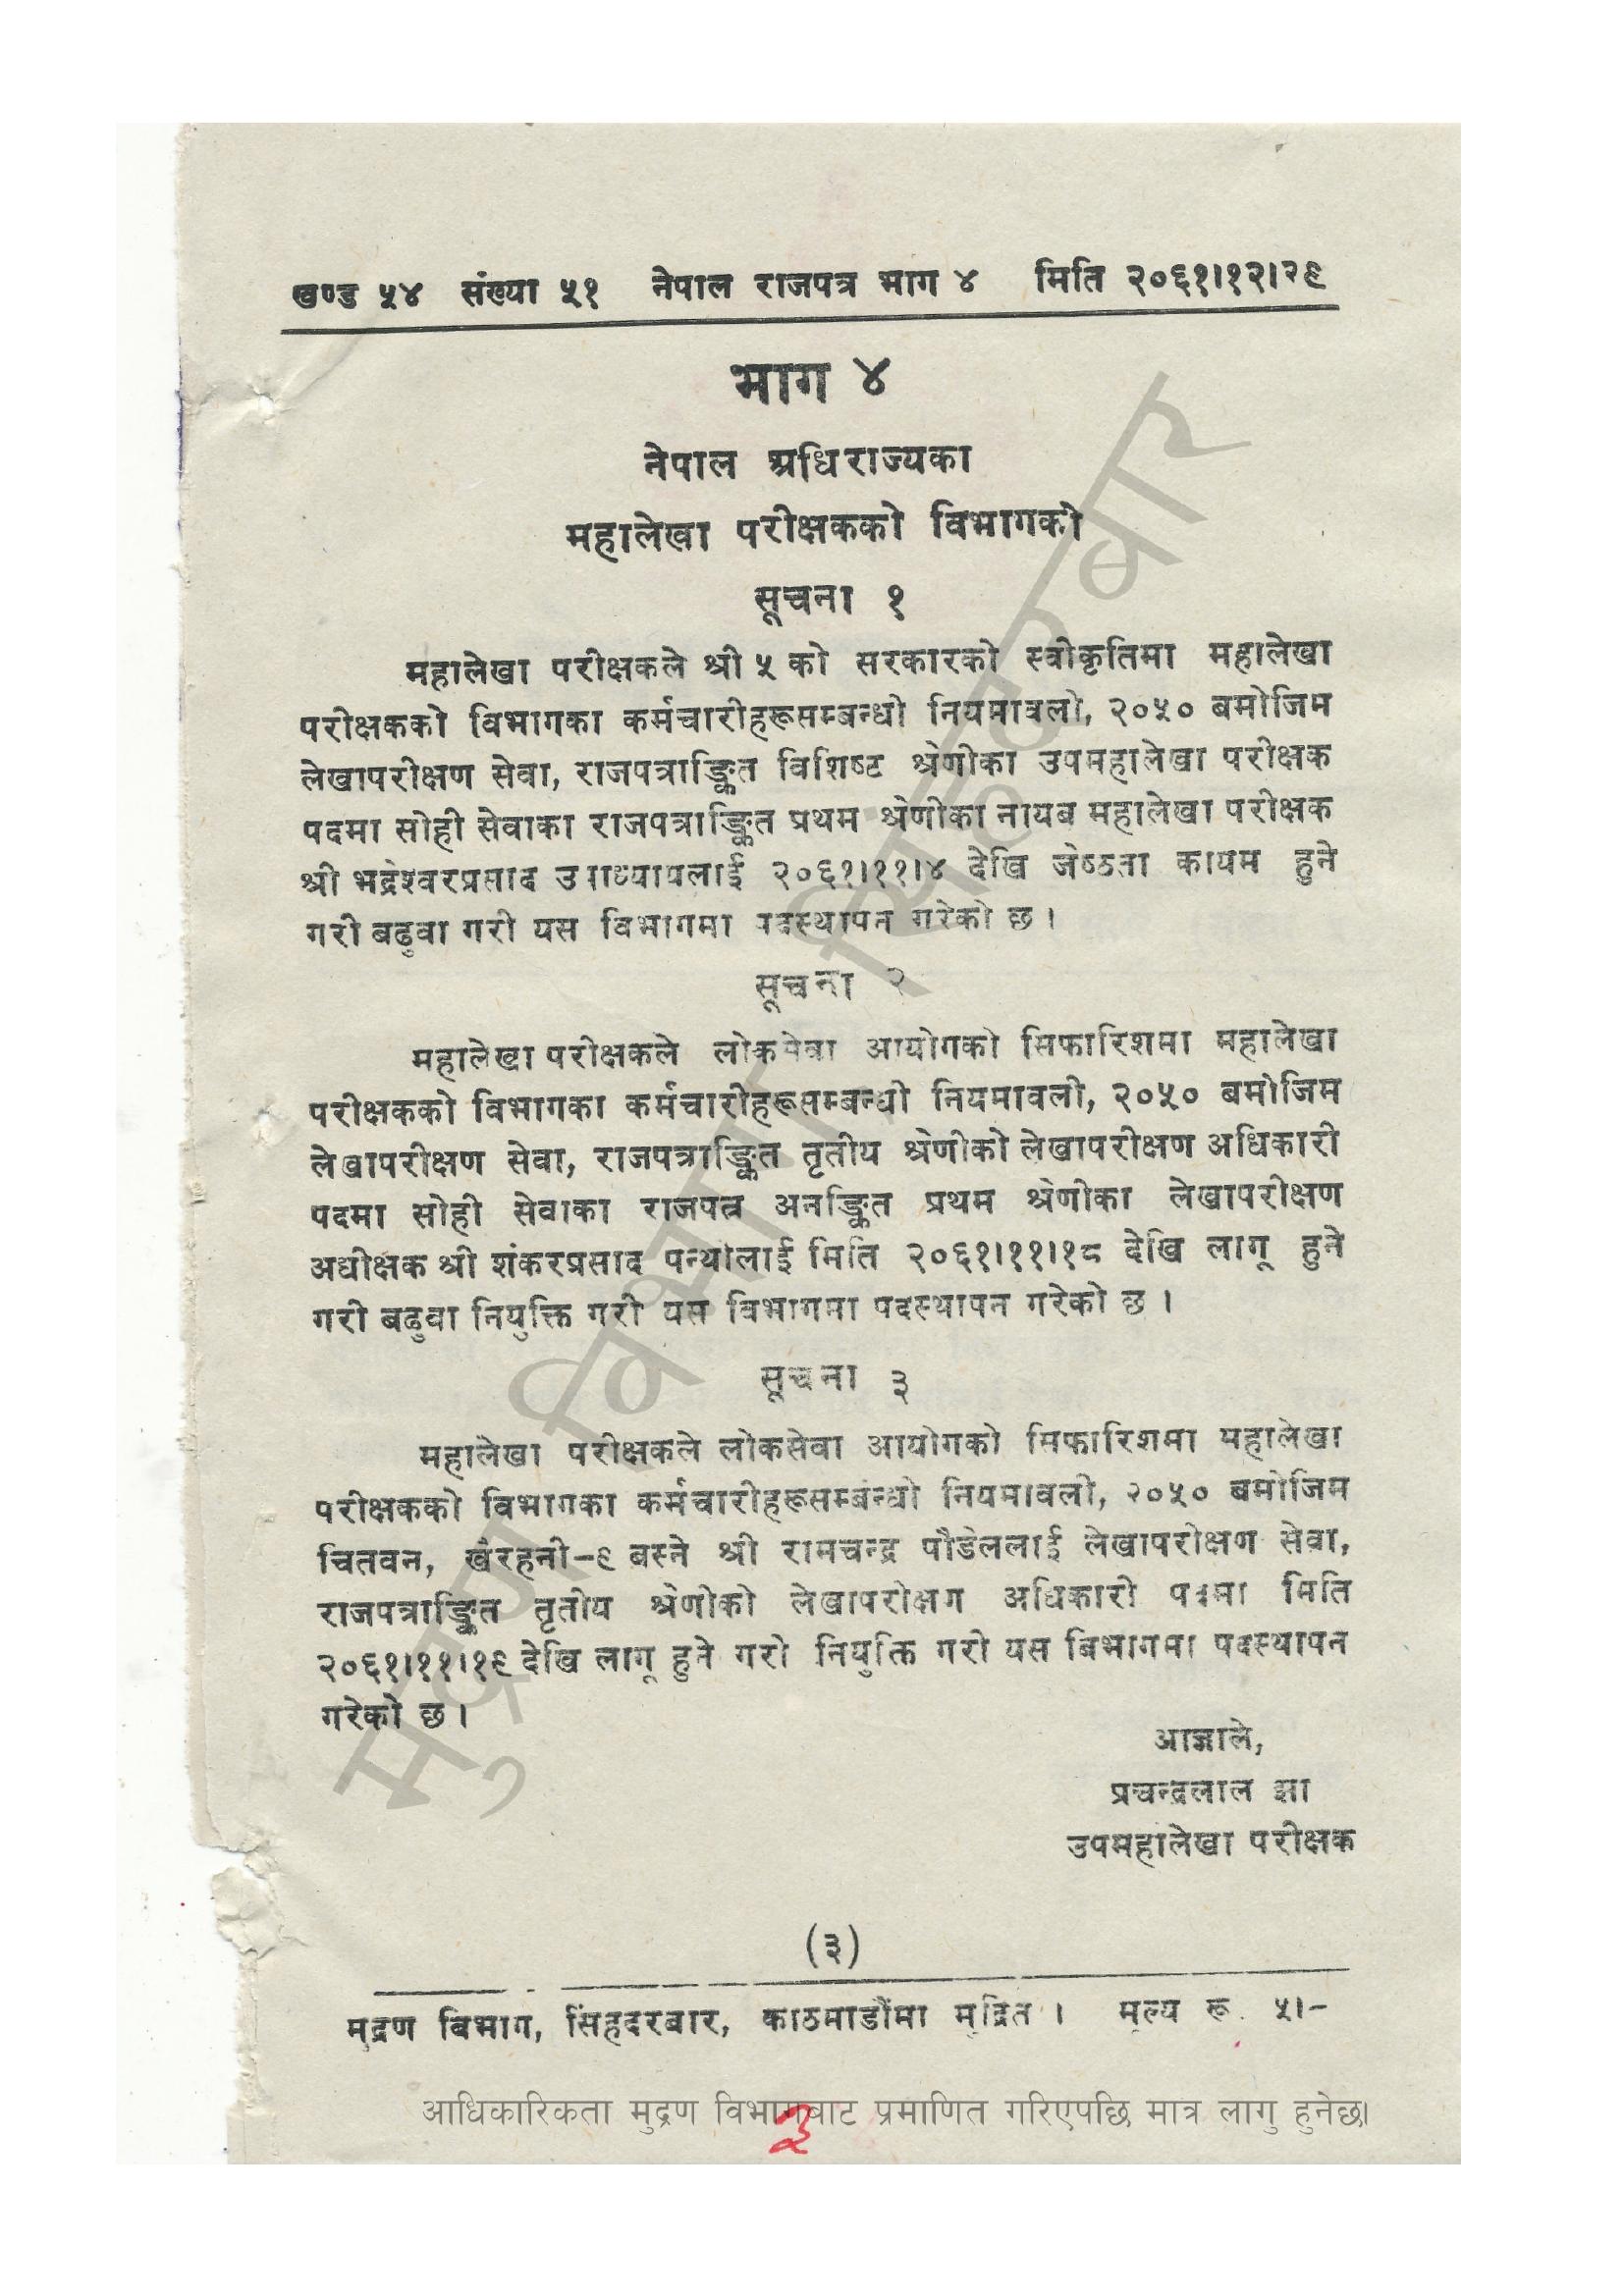 खण्ड ५४ संख्या ५१ नेपाल राजपत्र भाग ४ मिति २०६१।१२।२९
भाग ४
नेपाल अधिराज्यका
महालेखा परीक्षकको विभागको
सूचना १
महालेखा परीक्षकले श्री ५ को सरकारको स्वीकृतिमा महालेखा
परीक्षकको विभागका कर्मचारीहरूसम्बन्धी नियमावली, २०५० बमोजिम
लेखापरीक्षण सेवा, राजपत्राङ्कित विशिष्ट श्रेणीका उपमहालेखा परीक्षक
पदमा सोही सेवाका राजपत्राङ्कित प्रथम श्रेणीका नायब महालेखा परीक्षक
श्री भद्रेश्वरप्रसाद उपाध्यायलाई २०६१।११।४ देखि जेष्ठता कायम हुने
गरी बढुवा गरी यस विभागमा पदस्थापन गरेको छ ।
सूचना २
महालेखा परीक्षकले लोकसेवा आयोगको सिफारिशमा महालेखा
परीक्षकको विभागका कर्मचारीहरूसम्बन्धी नियमावली, २०५० बमोजिम
लेखापरीक्षण सेवा, राजपत्राङ्कित तृतीय श्रेणीको लेखापरीक्षण अधिकारी
पदमा सोही सेवाका राजपत्र अनङ्कित प्रथम श्रेणीका लेखापरीक्षण
अधीक्षक श्री शंकरप्रसाद पन्थीलाई मिति २०६१।११।१८ देखि लागू हुने
गरी बढुवा नियुक्ति गरी यस विभागमा पदस्थापन गरेको छ ।
सूचना ३
महालेखा परीक्षकले लोकसेवा आयोगको सिफारिशमा महालेखा
परीक्षकको विभागका कर्मचारीहरूसम्बन्धी नियमावली, २०५० बमोजिम
चितवन, खैरहनी-९ बस्ने श्री रामचन्द्र पौडेललाई लेखापरीक्षण सेवा,
राजपत्राङ्कित तृतीय श्रेणीको लेखापरीक्षण अधिकारी पदमा मिति
२०६१।११।१९ देखि लागू हुने गरी नियुक्ति गरी यस विभागमा पदस्थापन
गरेको छ ।
आज्ञाले,
प्रचन्द्रलाल झा
उपमहालेखा परीक्षक
(३)
मुद्रण विभाग, सिंहदरबार, काठमाडौंमा मुद्रित । मूल्य रू. ५।-
आधिकारिकता मुद्रण विभागबाट प्रमाणित गरिएपछि मात्र लागु हुनेछ।
3
मुद्रण विभाग, सिंहदरबार